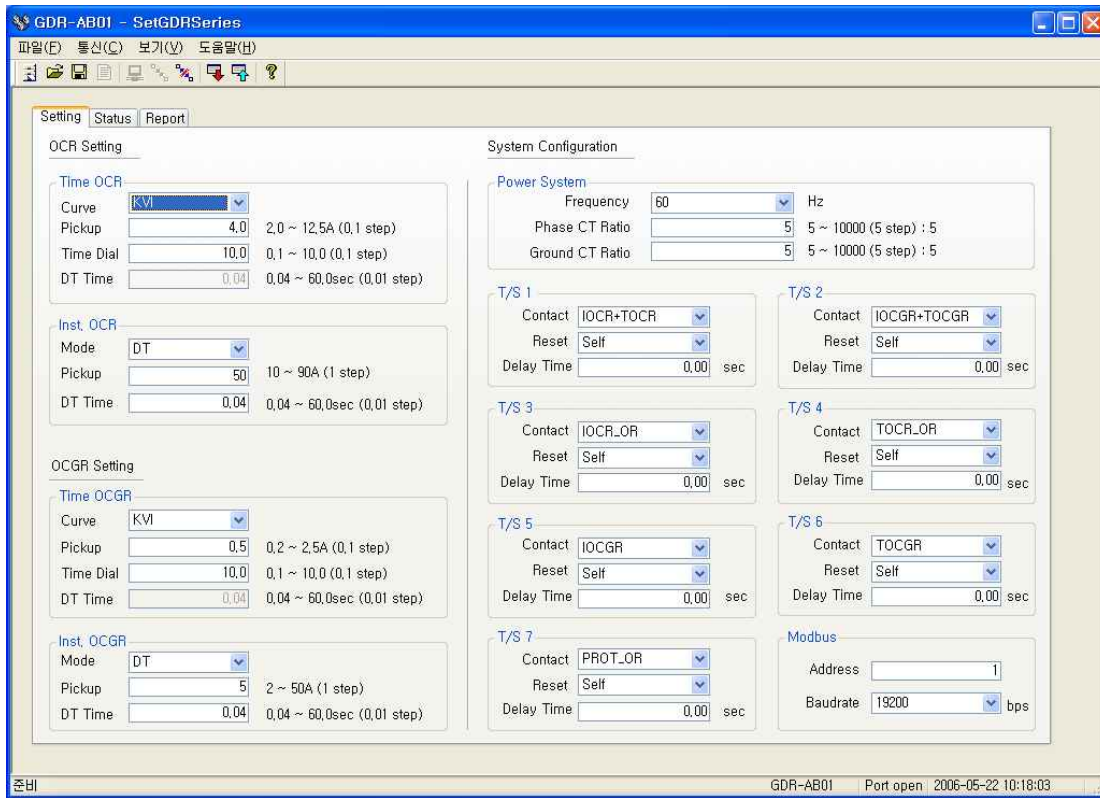 GDR-AB01 - SetGDRSeries
파일(F) 통신(C) 보기(V) 도움말(H)
Setting Status Report
OCR Setting
Time OCR
Curve KVI
Pickup 4.0 2.0 ~ 12.5A (0.1 step)
Time Dial 10.0 0.1 ~ 10.0 (0.1 step)
DT Time 0.04 0.04 ~ 60.0sec (0.01 step)
Inst. OCR
Mode DT
Pickup 50 10 ~ 90A (1 step)
DT Time 0.04 0.04 ~ 60.0sec (0.01 step)
OCGR Setting
Time OCGR
Curve KVI
Pickup 0.5 0.2 ~ 2.5A (0.1 step)
Time Dial 10.0 0.1 ~ 10.0 (0.1 step)
DT Time 0.04 0.04 ~ 60.0sec (0.01 step)
Inst. OCGR
Mode DT
Pickup 5 2 ~ 50A (1 step)
DT Time 0.04 0.04 ~ 60.0sec (0.01 step)
System Configuration
Power System
Frequency 60 Hz
Phase CT Ratio 5 5 ~ 10000 (5 step) : 5
Ground CT Ratio 5 5 ~ 10000 (5 step) : 5
T/S 1
Contact IOCR+TOCR
Reset Self
Delay Time 0.00 sec
T/S 2
Contact IOCGR+TOCGR
Reset Self
Delay Time 0.00 sec
T/S 3
Contact IOCR_OR
Reset Self
Delay Time 0.00 sec
T/S 4
Contact TOCR_OR
Reset Self
Delay Time 0.00 sec
T/S 5
Contact IOCGR
Reset Self
Delay Time 0.00 sec
T/S 6
Contact TOCGR
Reset Self
Delay Time 0.00 sec
T/S 7
Contact PROT_OR
Reset Self
Delay Time 0.00 sec
Modbus
Address 1
Baudrate 19200 bps
준비 GDR-AB01 Port open 2006-05-22 10:18:03